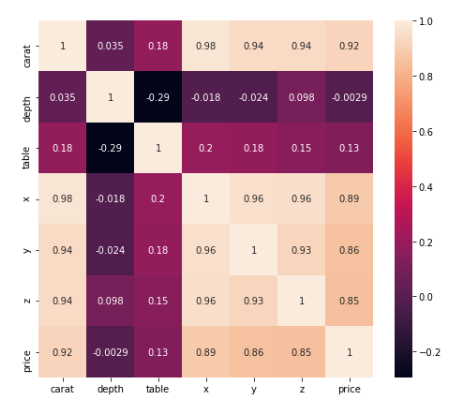 carat 1 0.035 0.18 0.98 0.94 0.94 0.92
depth 0.035 1 -0.29 -0.018 -0.024 0.098 -0.0029
table 0.18 -0.29 1 0.2 0.18 0.15 0.13
x 0.98 -0.018 0.2 1 0.96 0.96 0.89
y 0.94 -0.024 0.18 0.96 1 0.93 0.86
z 0.94 0.098 0.15 0.96 0.93 1 0.85
price 0.92 -0.0029 0.13 0.89 0.86 0.85 1
carat depth table x y z price
1.0
0.8
0.6
0.4
0.2
0.0
−0.2